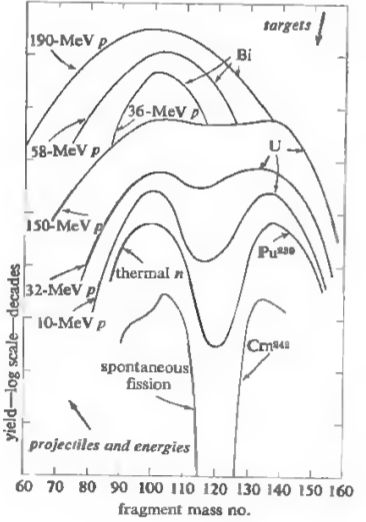 targets
190-MeV p
Bi
36-MeV p
58-MeV p
U
150-MeV p
Pu²³⁹
thermal n
32-MeV p
10-MeV p
Cm²⁴²
spontaneous
fission
yield—log scale—decades
projectiles and energies
60 70 80 90 100 110 120 130 140 150 160
fragment mass no.